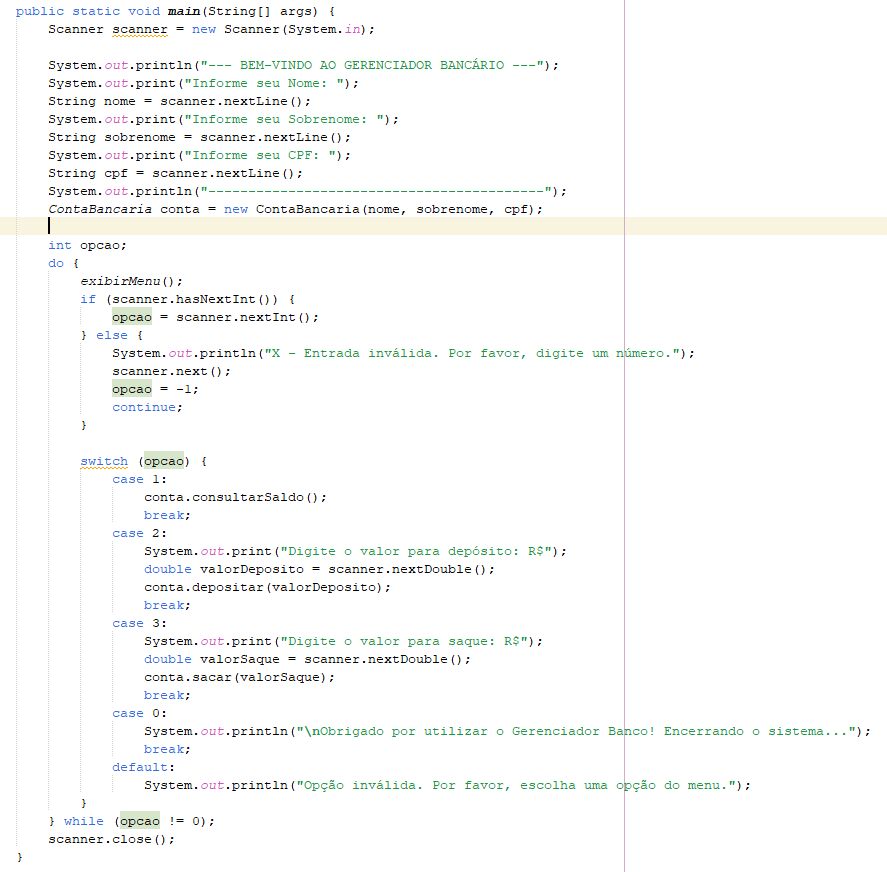 public static void main(String[] args) {
    Scanner scanner = new Scanner(System.in);

    System.out.println("--- BEM-VINDO AO GERENCIADOR BANCÁRIO ---");
    System.out.print("Informe seu Nome: ");
    String nome = scanner.nextLine();
    System.out.print("Informe seu Sobrenome: ");
    String sobrenome = scanner.nextLine();
    System.out.print("Informe seu CPF: ");
    String cpf = scanner.nextLine();
    System.out.println("------------------------------------------");
    ContaBancaria conta = new ContaBancaria(nome, sobrenome, cpf);

    int opcao;
    do {
        exibirMenu();
        if (scanner.hasNextInt()) {
            opcao = scanner.nextInt();
        } else {
            System.out.println("X - Entrada inválida. Por favor, digite um número.");
            scanner.next();
            opcao = -1;
            continue;
        }

        switch (opcao) {
            case 1:
                conta.consultarSaldo();
                break;
            case 2:
                System.out.print("Digite o valor para depósito: R$");
                double valorDeposito = scanner.nextDouble();
                conta.depositar(valorDeposito);
                break;
            case 3:
                System.out.print("Digite o valor para saque: R$");
                double valorSaque = scanner.nextDouble();
                conta.sacar(valorSaque);
                break;
            case 0:
                System.out.println("\nObrigado por utilizar o Gerenciador Banco! Encerrando o sistema...");
                break;
            default:
                System.out.println("Opção inválida. Por favor, escolha uma opção do menu.");
        }
    } while (opcao != 0);
    scanner.close();
}